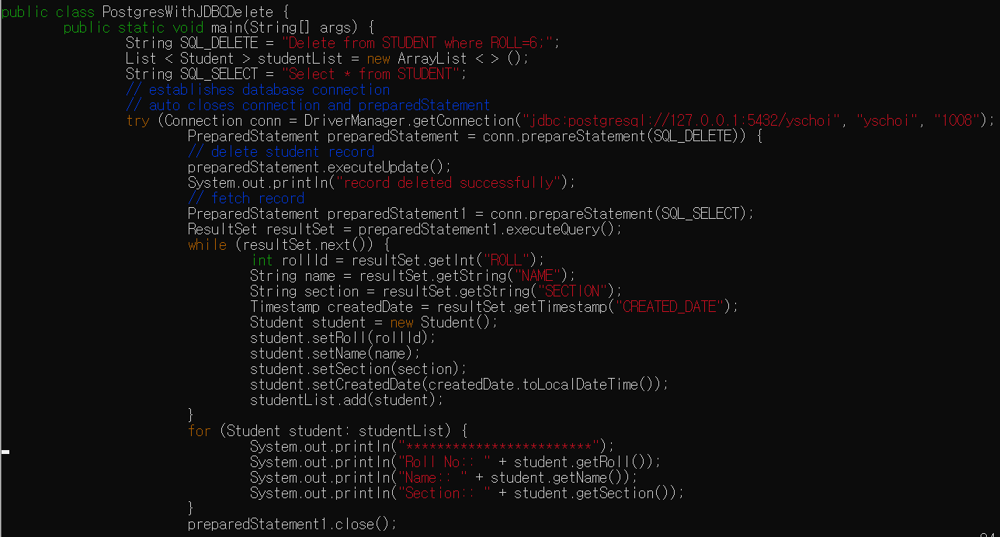 public class PostgresWithJDBCDelete {
public static void main(String[] args) {
String SQL_DELETE = "Delete from STUDENT where ROLL=6;";
List < Student > studentList = new ArrayList < > ();
String SQL_SELECT = "Select * from STUDENT";
// establishes database connection
// auto closes connection and preparedStatement
try (Connection conn = DriverManager.getConnection("jdbc:postgresql://127.0.0.1:5432/yschoi", "yschoi", "1008");
PreparedStatement preparedStatement = conn.prepareStatement(SQL_DELETE)) {
// delete student record
preparedStatement.executeUpdate();
System.out.println("record deleted successfully");
// fetch record
PreparedStatement preparedStatement1 = conn.prepareStatement(SQL_SELECT);
ResultSet resultSet = preparedStatement1.executeQuery();
while (resultSet.next()) {
int rollId = resultSet.getInt("ROLL");
String name = resultSet.getString("NAME");
String section = resultSet.getString("SECTION");
Timestamp createdDate = resultSet.getTimestamp("CREATED_DATE");
Student student = new Student();
student.setRoll(rollId);
student.setName(name);
student.setSection(section);
student.setCreatedDate(createdDate.toLocalDateTime());
studentList.add(student);
}
for (Student student: studentList) {
System.out.println("************************");
System.out.println("Roll No:: " + student.getRoll());
System.out.println("Name:: " + student.getName());
System.out.println("Section:: " + student.getSection());
}
preparedStatement1.close();